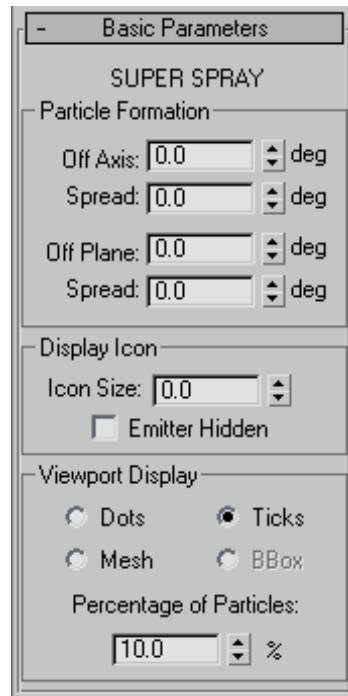 - Basic Parameters
SUPER SPRAY
Particle Formation
Off Axis: 0.0 deg
Spread: 0.0 deg
Off Plane: 0.0 deg
Spread: 0.0 deg
Display Icon
Icon Size: 0.0
Emitter Hidden
Viewport Display
Dots Ticks
Mesh BBox
Percentage of Particles:
10.0 %